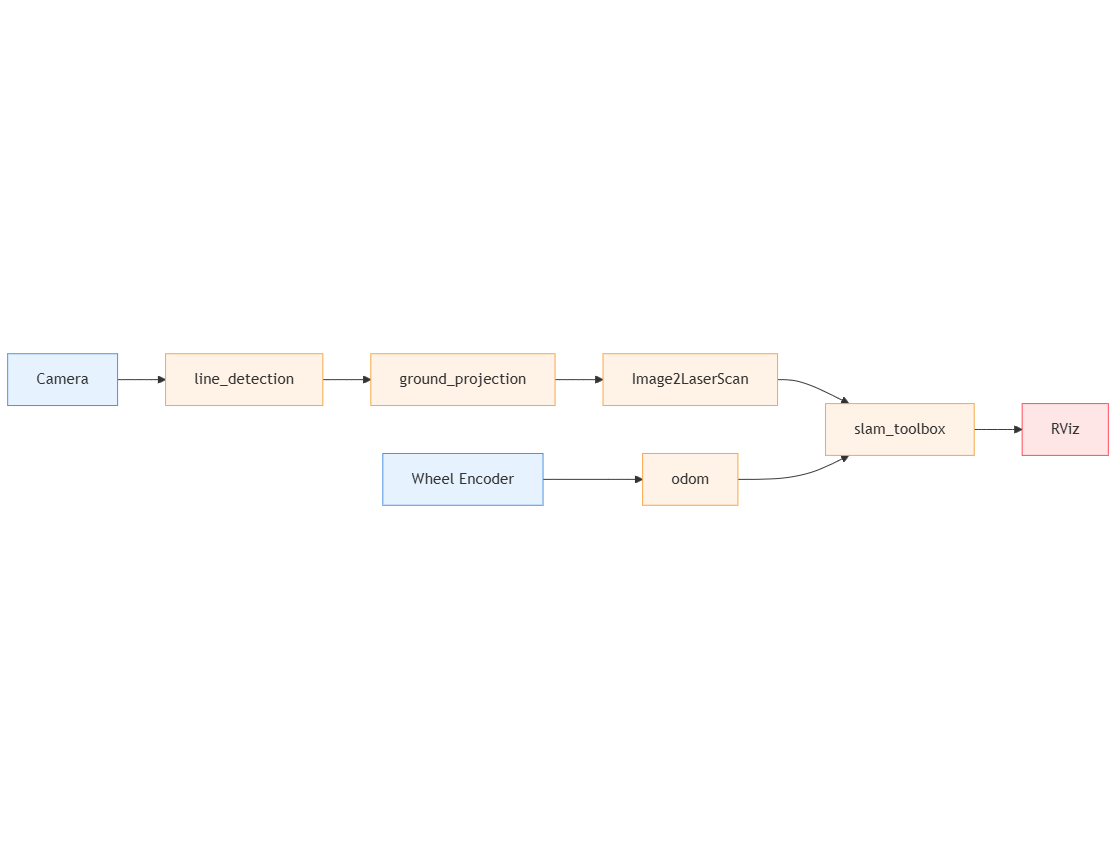 Camera
line_detection
ground_projection
Image2LaserScan
slam_toolbox
RViz
Wheel Encoder
odom